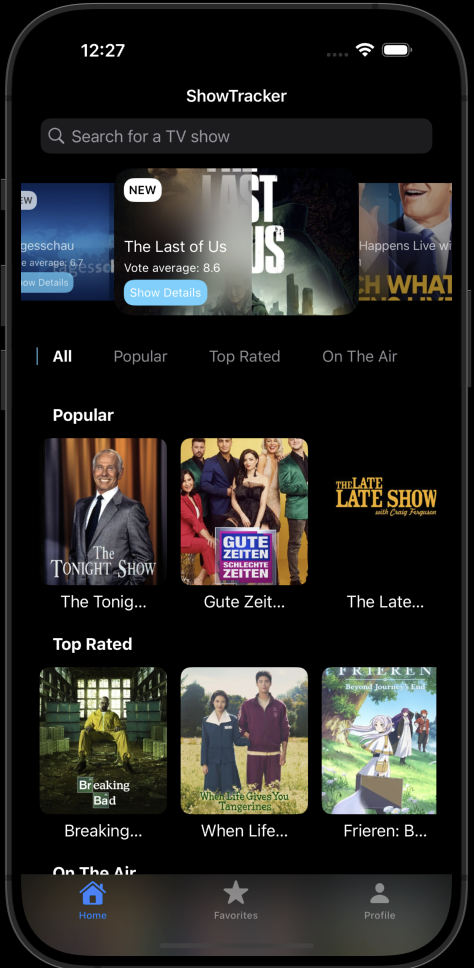 12:27
ShowTracker
Search for a TV show
EW
gesschau
e average: 6.7
gessc
ow Details
NEW
The Last of Us
Vote average: 8.6
Show Details
THE
LAST
US
Happens Live wi
CH WHAT
All
Popular
Top Rated
On The Air
Popular
The
TONIGHT SHOW
GUTE
ZEITEN
SCHLECHTE
ZEITEN
THE LATE
LATE SHOW
with Craig Ferguson
The Tonig...
Gute Zeit...
The Late...
Top Rated
Breaking
Bad
When Life Gives You
Tangerines
FRIEREN
Beyond Journey's End
Breaking...
When Life...
Frieren: B...
On The Air
Home
Favorites
Profile